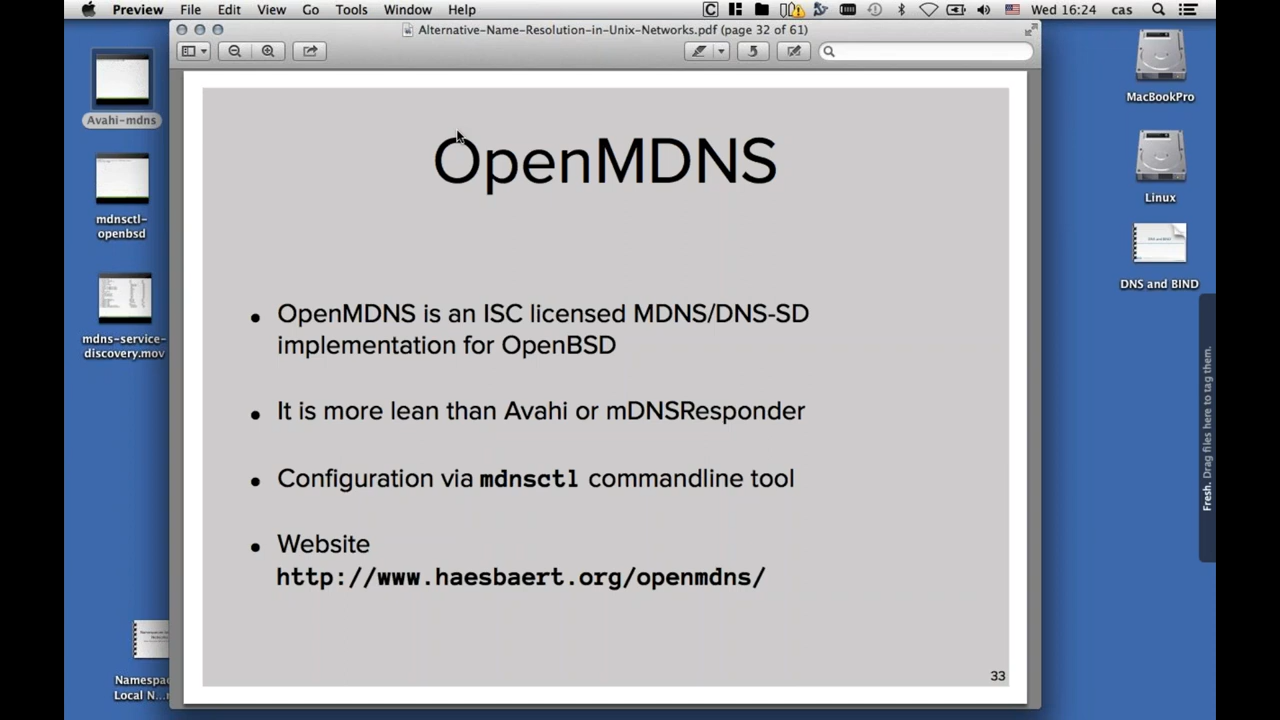 Preview File Edit View Go Tools Window Help
Wed 16:24 cas
Alternative-Name-Resolution-in-Unix-Networks.pdf (page 32 of 61)
Avahi-mdns
mdnsctl-
openbsd
mdns-service-
discovery.mov
Namespa
Local N...
OpenMDNS
• OpenMDNS is an ISC licensed MDNS/DNS-SD
implementation for OpenBSD
• It is more lean than Avahi or mDNSResponder
• Configuration via mdnsctl commandline tool
• Website
http://www.haesbaert.org/openmdns/
33
MacBookPro
Linux
DNS and BIND
Fresh. Drag files here to tag them.